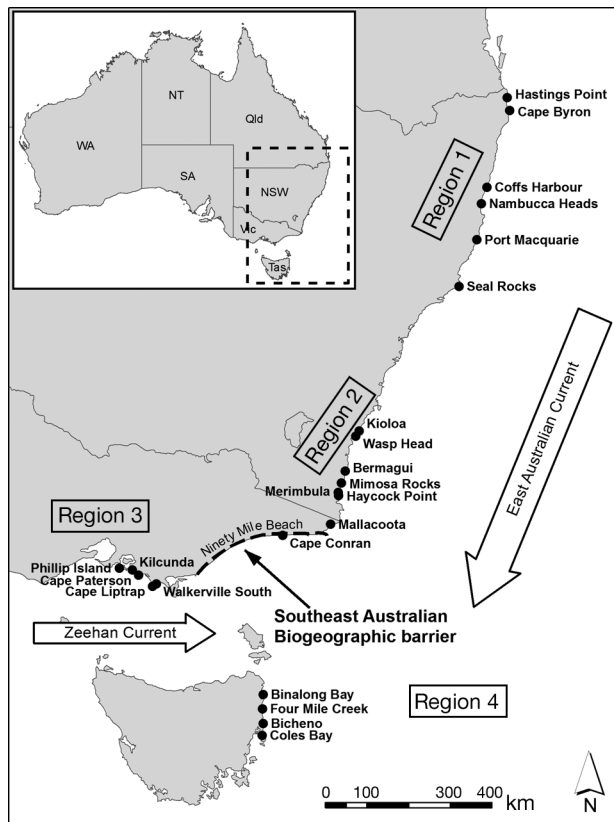 NT
Qld
WA
SA
NSW
Vic
Tas
Hastings Point
Cape Byron
Region 1
Coffs Harbour
Nambucca Heads
Port Macquarie
Seal Rocks
East Australian Current
Region 2
Kioloa
Wasp Head
Bermagui
Mimosa Rocks
Merimbula
Haycock Point
Mallacoota
Region 3
Ninety Mile Beach
Cape Conran
Phillip Island
Kilcunda
Cape Paterson
Cape Liptrap
Walkerville South
Southeast Australian
Biogeographic barrier
Zeehan Current
Region 4
Binalong Bay
Four Mile Creek
Bicheno
Coles Bay
0 100 200 300 400
km
N